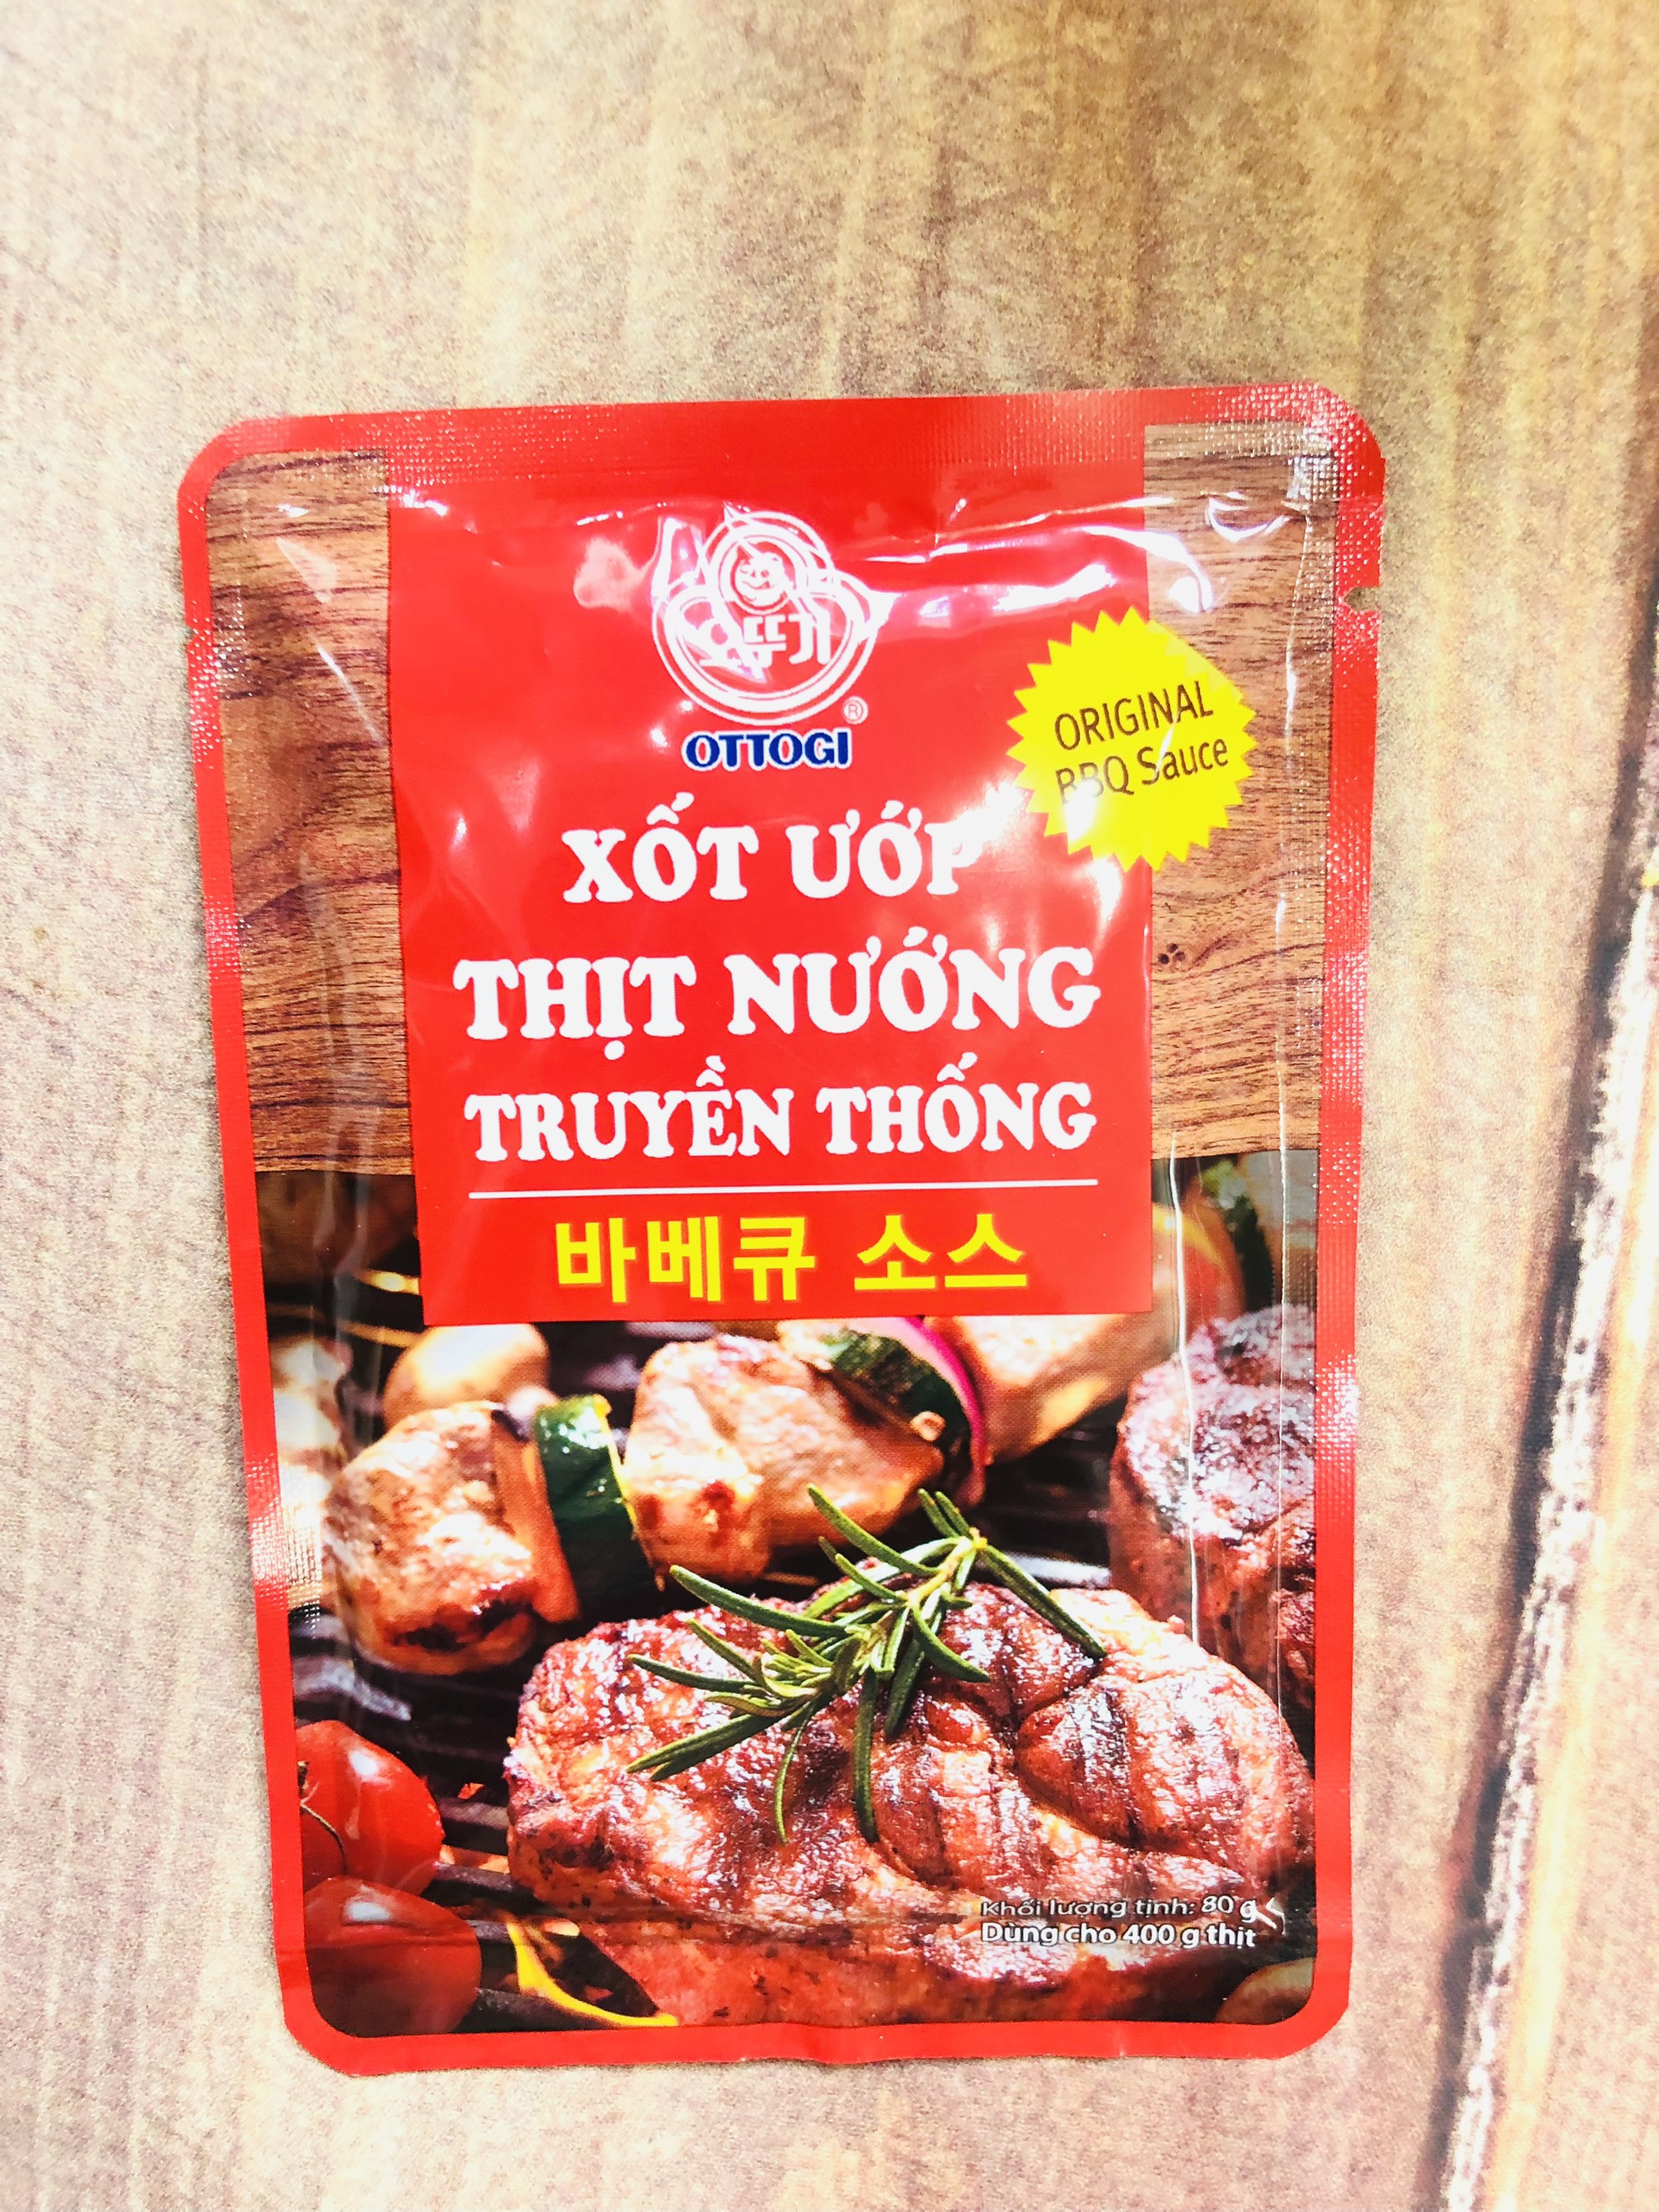 오뚜기
®
OTTOGI
ORIGINAL
BBQ Sauce
XỐT ƯỚP
THỊT NƯỚNG
TRUYỀN THỐNG
바베큐 소스
Khối lượng tịnh: 80 g
Dùng cho 400 g thịt